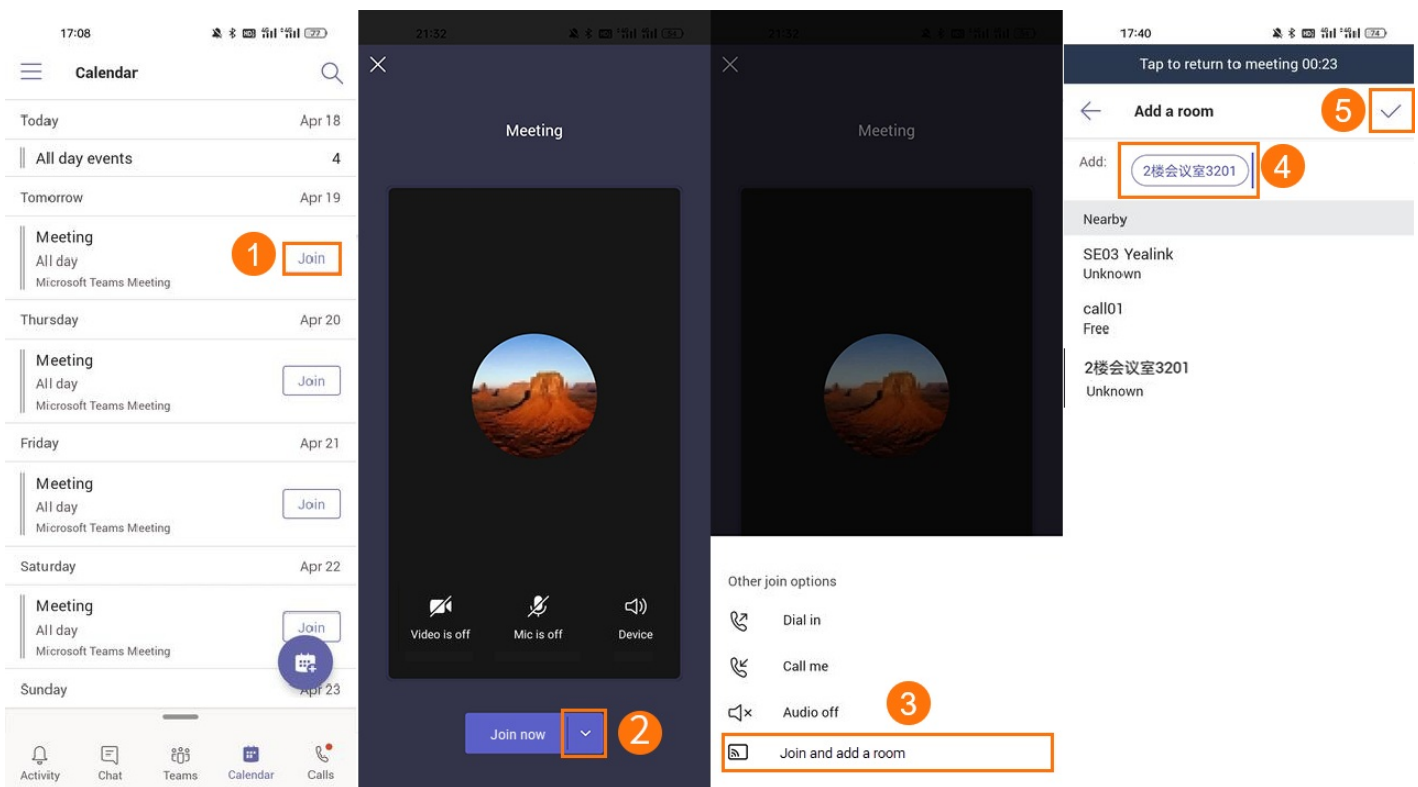 17:08
77
Calendar
Today Apr 18
All day events 4
Tomorrow Apr 19
Meeting
All day
Microsoft Teams Meeting
1
Join
Thursday Apr 20
Meeting
All day
Microsoft Teams Meeting
Join
Friday Apr 21
Meeting
All day
Microsoft Teams Meeting
Join
Saturday Apr 22
Meeting
All day
Microsoft Teams Meeting
Join
Sunday Apr 23
Activity Chat Teams Calendar Calls
21:32
Meeting
Video is off Mic is off Device
Join now
2
21:32
Meeting
Other join options
Dial in
Call me
Audio off
3
Join and add a room
17:40
74
Tap to return to meeting 00:23
Add a room
5
Add: 2楼会议室3201
4
Nearby
SE03 Yealink
Unknown
call01
Free
2楼会议室3201
Unknown